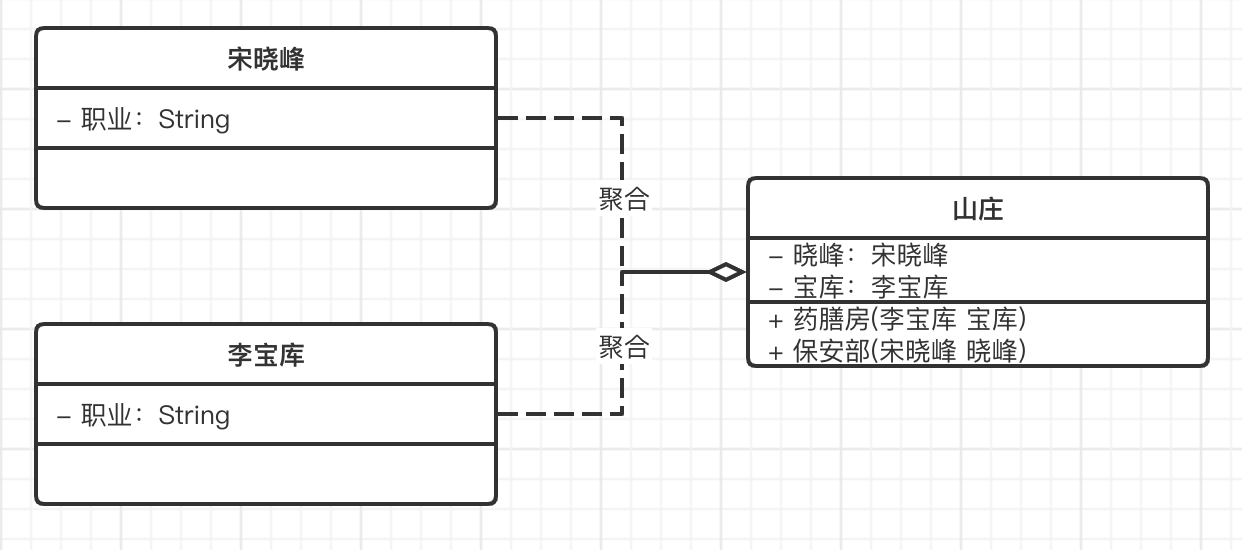 宋晓峰
- 职业：String
聚合
李宝库
- 职业：String
聚合
山庄
- 晓峰：宋晓峰
- 宝库：李宝库
+ 药膳房(李宝库 宝库)
+ 保安部(宋晓峰 晓峰)